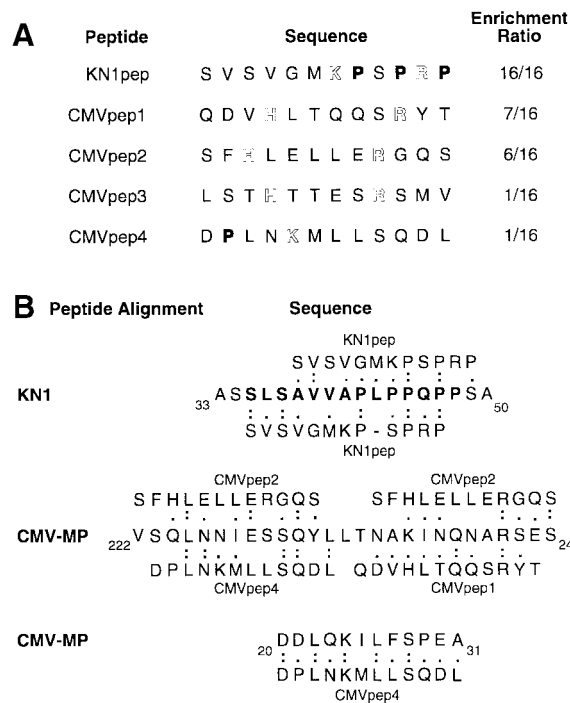 A Peptide Sequence Enrichment Ratio
KN1pep S V S V G M K P S P R P 16/16
CMVpep1 Q D V H L T Q Q S R Y T 7/16
CMVpep2 S F H L E L L E R G Q S 6/16
CMVpep3 L S T H T T E S R S M V 1/16
CMVpep4 D P L N K M L L S Q D L 1/16
B Peptide Alignment Sequence
KN1pep
S V S V G M K P S P R P
KN1 33 A S S L S A V V A P L P P Q P P S A 50
S V S V G M K P - S P R P
KN1pep
CMVpep2 CMVpep2
S F H L E L L E R G Q S S F H L E L L E R G Q S
CMV-MP 222 V S Q L N N I E S S Q Y L L T N A K I N Q N A R S E S 24
D P L N K M L L S Q D L Q D V H L T Q Q S R Y T
CMVpep4 CMVpep1
CMV-MP 20 D D L Q K I L F S P E A 31
D P L N K M L L S Q D L
CMVpep4